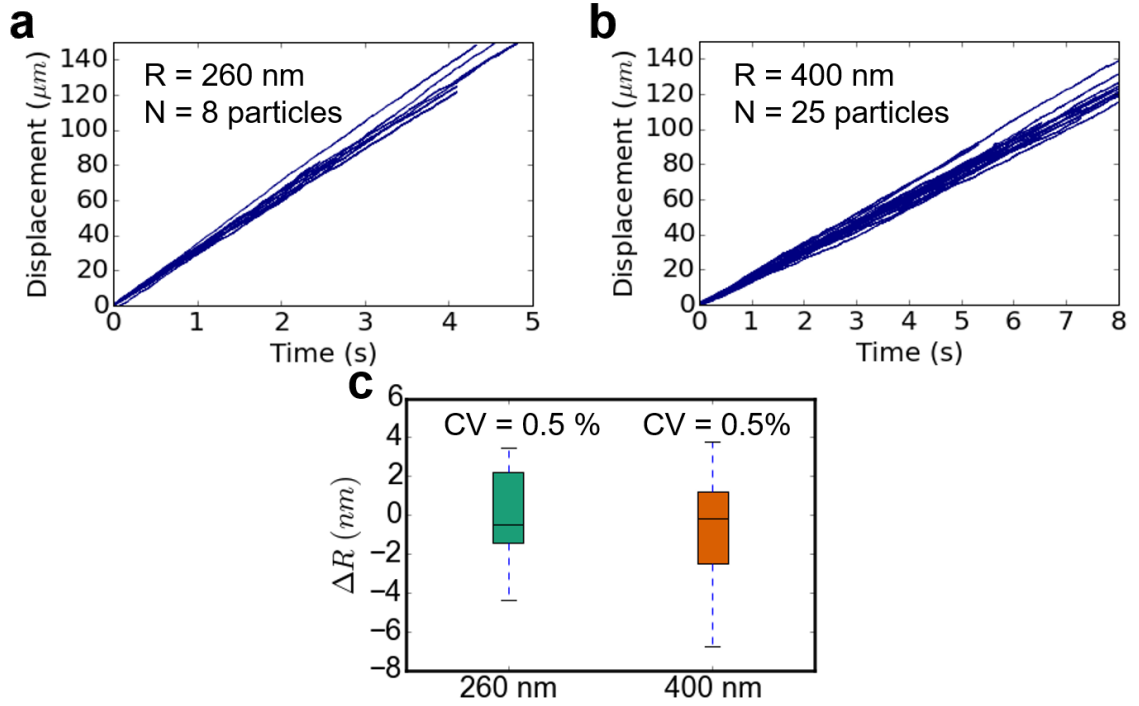 a
R = 260 nm
N = 8 particles
Displacement (μm)
140
120
100
80
60
40
20
0
0 1 2 3 4 5
Time (s)
b
R = 400 nm
N = 25 particles
Displacement (μm)
140
120
100
80
60
40
20
0
0 1 2 3 4 5 6 7 8
Time (s)
c
CV = 0.5 % CV = 0.5%
ΔR (nm)
6
4
2
0
−2
−4
−6
−8
260 nm 400 nm